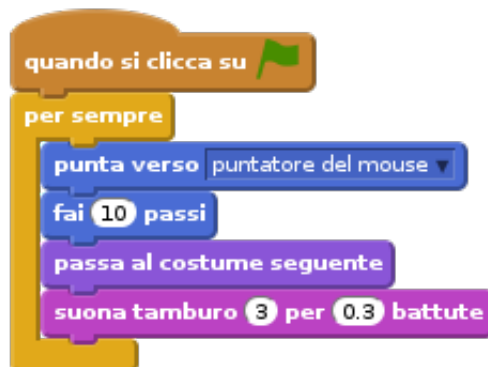 quando si clicca su
per sempre
punta verso puntatore del mouse
fai 10 passi
passa al costume seguente
suona tamburo 3 per 0.3 battute